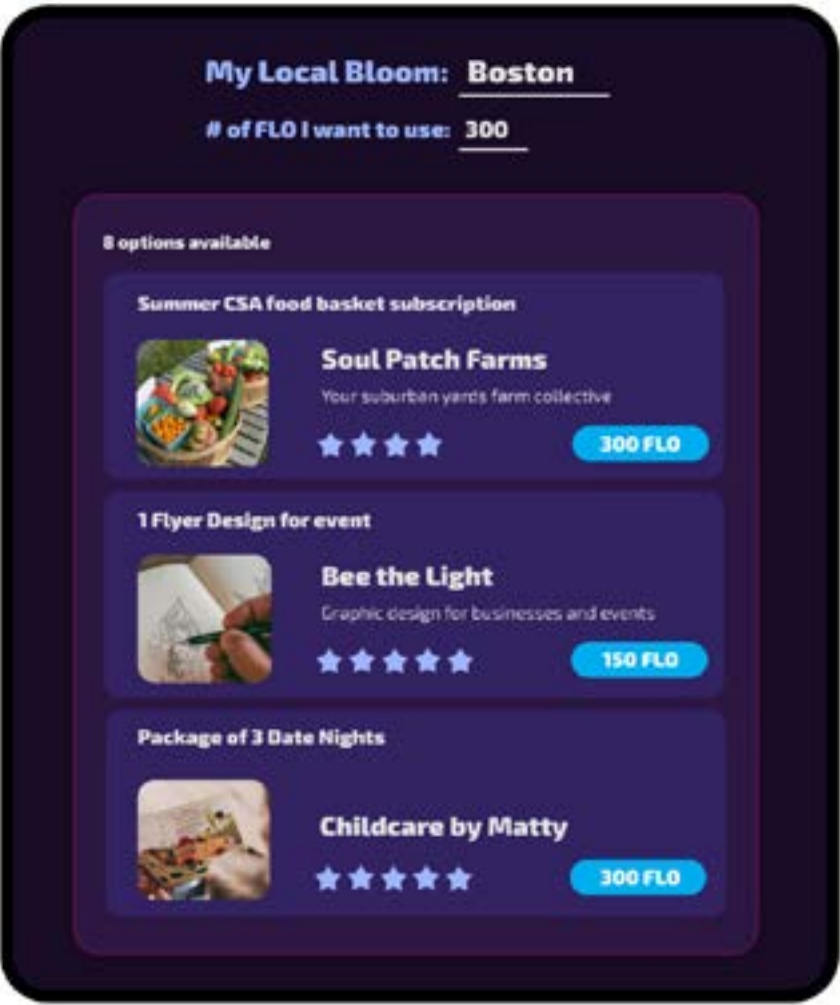 My Local Bloom: Boston
# of FLO I want to use: 300
8 options available
Summer CSA food basket subscription
Soul Patch Farms
Your suburban yards farm collective
300 FLO
1 Flyer Design for event
Bee the Light
Graphic design for businesses and events
150 FLO
Package of 3 Date Nights
Childcare by Matty
300 FLO